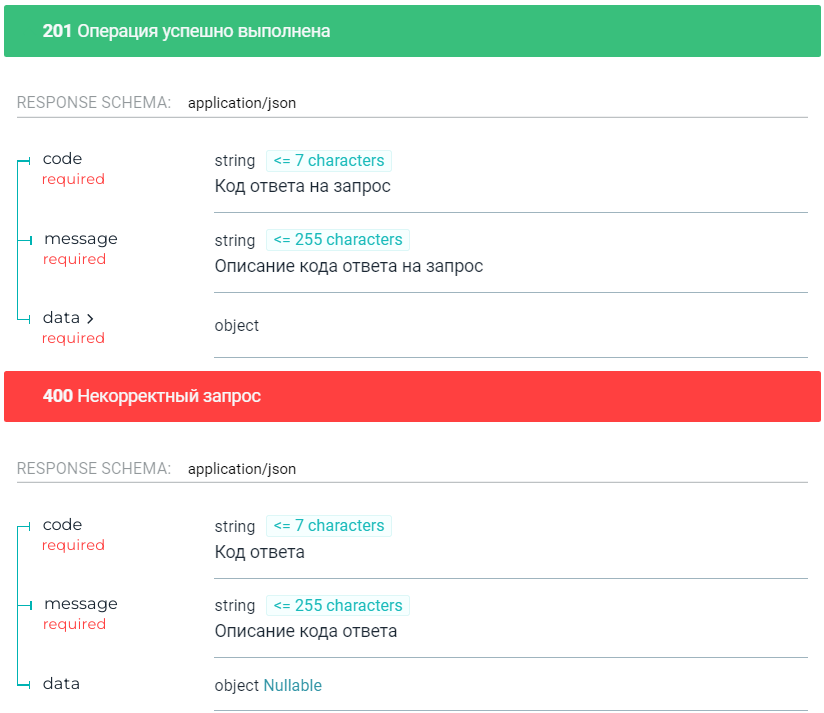 201 Операция успешно выполнена
RESPONSE SCHEMA: application/json
code string <= 7 characters
required Код ответа на запрос
message string <= 255 characters
required Описание кода ответа на запрос
data > object
required
400 Некорректный запрос
RESPONSE SCHEMA: application/json
code string <= 7 characters
required Код ответа
message string <= 255 characters
required Описание кода ответа
data object Nullable